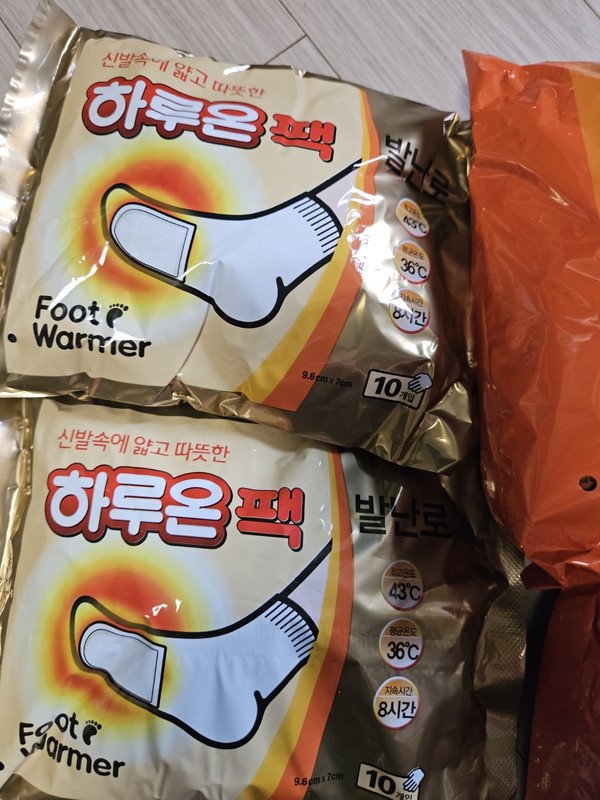 신발속에 얇고 따뜻한
하루온 팩
발난로
최고온도
43°C
평균온도
36°C
지속시간
8시간
Foot
Warmer
9.6cm x 7cm
10개입
신발속에 얇고 따뜻한
하루온 팩
발난로
최고온도
43°C
평균온도
36°C
지속시간
8시간
Foot
Warmer
9.6cm x 7cm
10개입